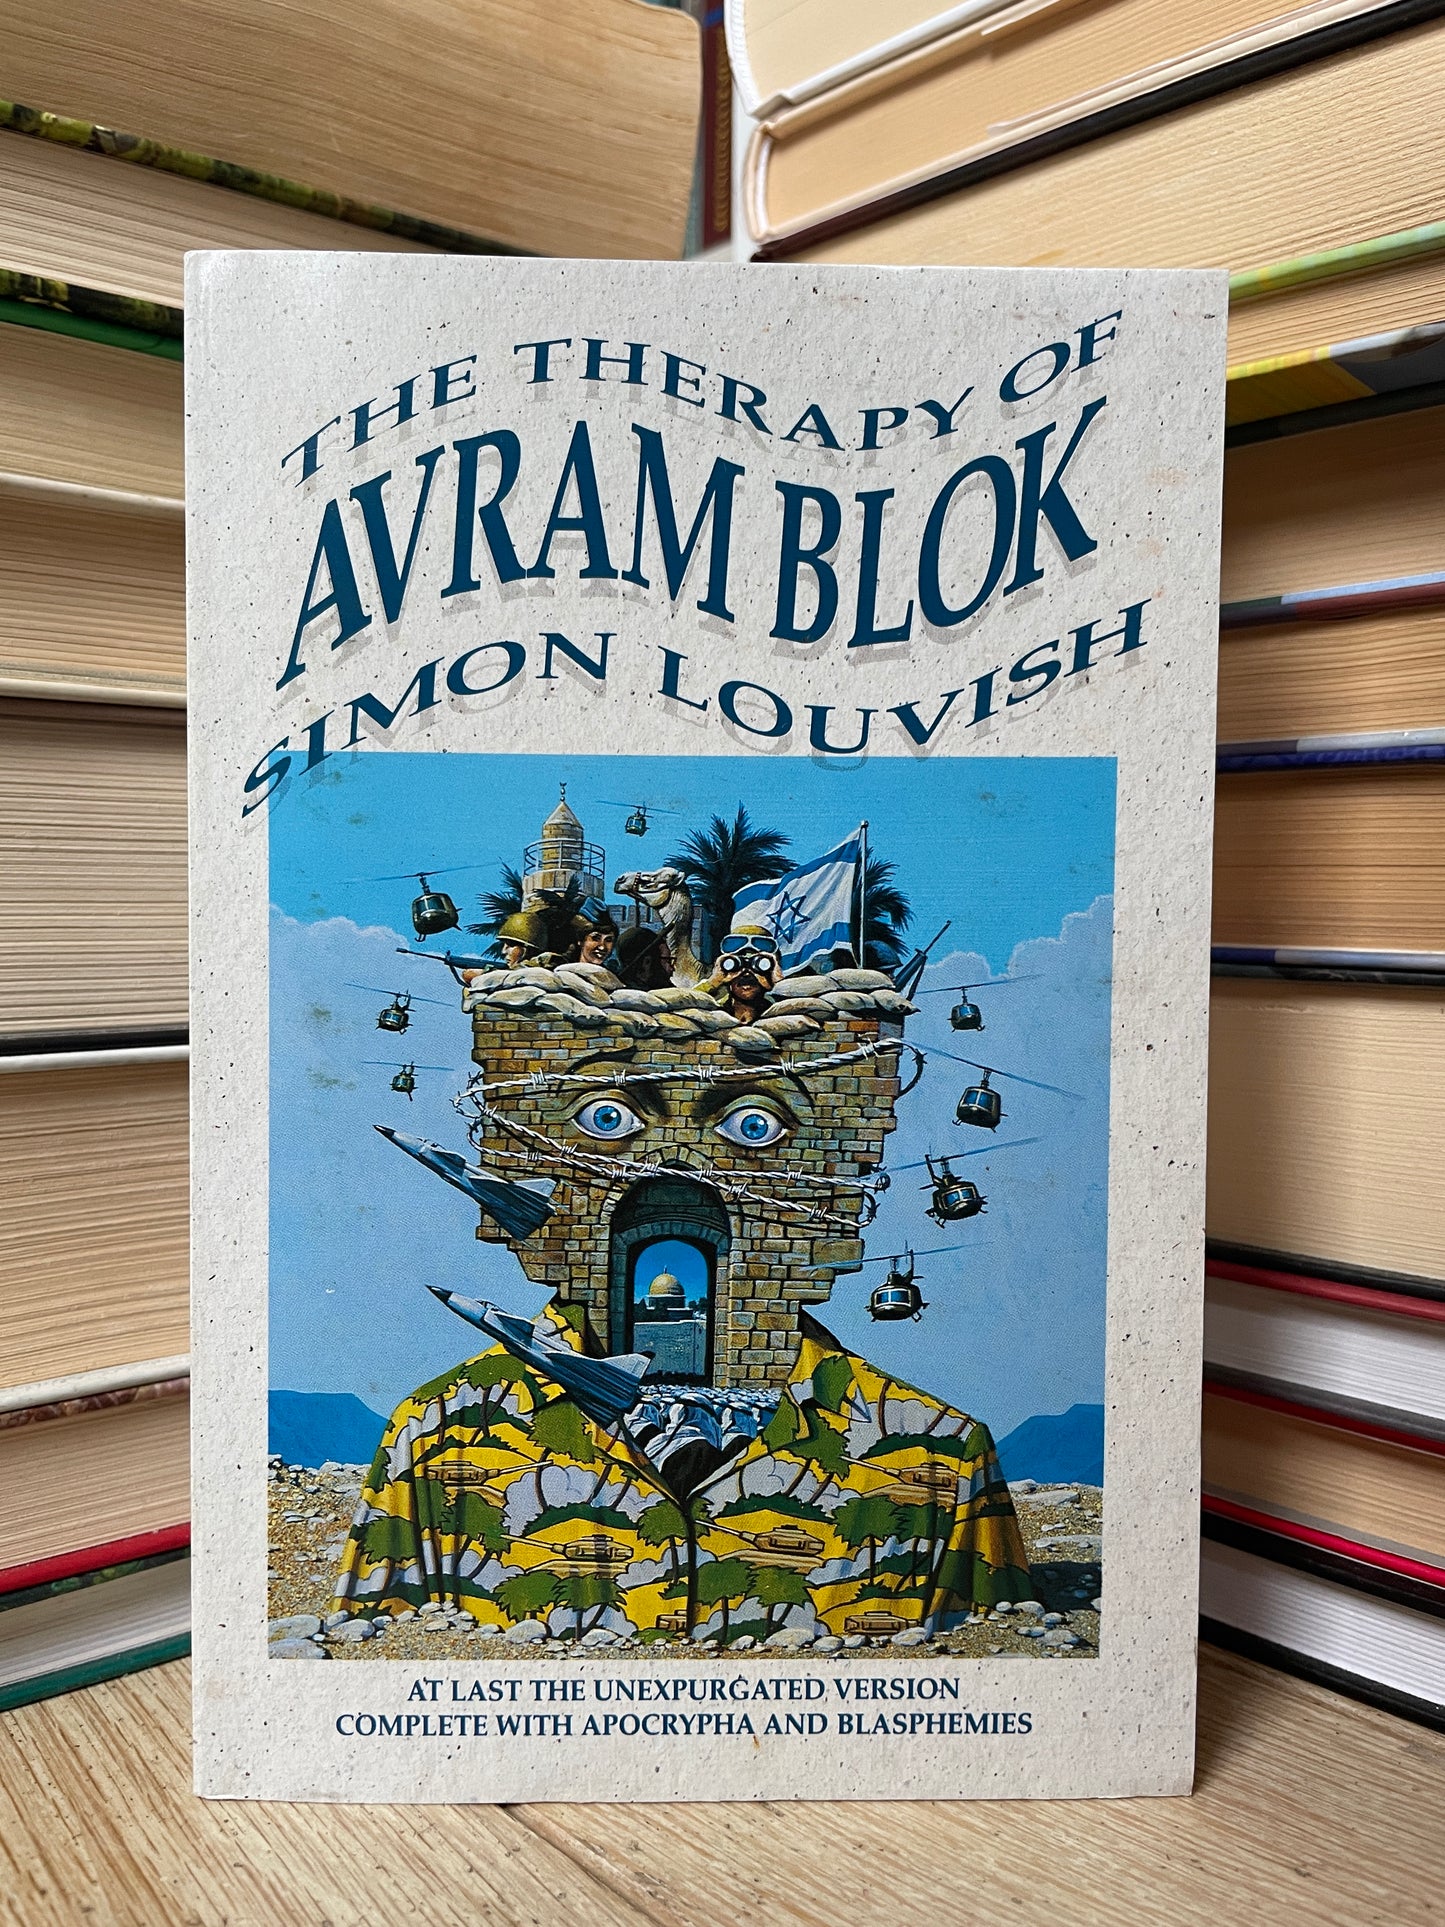 THE THERAPY OF
AVRAM BLOK
SIMON LOUVISH
AT LAST THE UNEXPURGATED VERSION
COMPLETE WITH APOCRYPHA AND BLASPHEMIES